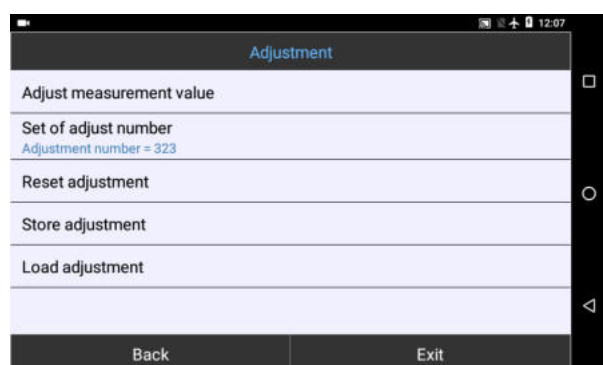 12:07
Adjustment
Adjust measurement value
Set of adjust number
Adjustment number = 323
Reset adjustment
Store adjustment
Load adjustment
Back Exit